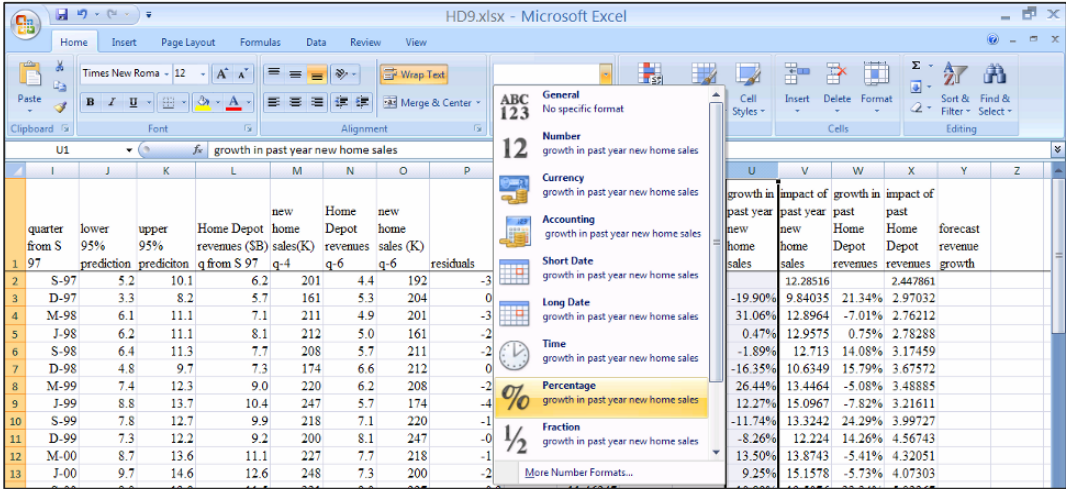 HD9.xlsx - Microsoft Excel
Home Insert Page Layout Formulas Data Review View
Times New Roma 12 A A Wrap Text Σ
Paste B I U A Merge & Center Cell Styles Insert Delete Format Sort & Filter Find & Select
Clipboard Font Alignment Cells Editing
U1 fx growth in past year new home sales
ABC 123 General
No specific format
12 Number
growth in past year new home sales
Currency
growth in past year new home sales
Accounting
growth in past year new home sales
Short Date
growth in past year new home sales
Long Date
growth in past year new home sales
Time
growth in past year new home sales
% Percentage
growth in past year new home sales
½ Fraction
growth in past year new home sales
More Number Formats...
I J K L M N O P U V W X Y Z
growth in impact of growth in impact of
past year past year past past
new Home new new new Home Home forecast
quarter lower upper Home Depot home Depot home home home Depot Depot revenue
from S 95% 95% revenues ($B) sales(K) revenues sales (K) sales sales revenues revenues growth
1 97 prediction prediciton q from S 97 q-4 q-6 q-6 residuals
2 S-97 5.2 10.1 6.2 201 4.4 192 -3 12.28516 2.447861
3 D-97 3.3 8.2 5.7 161 5.3 204 0 -19.90% 9.84035 21.34% 2.97032
4 M-98 6.1 11.1 7.1 211 4.9 201 -3 31.06% 12.8964 -7.01% 2.76212
5 J-98 6.2 11.1 8.1 212 5.0 161 -2 0.47% 12.9575 0.75% 2.78288
6 S-98 6.4 11.3 7.7 208 5.7 211 -2 -1.89% 12.713 14.08% 3.17459
7 D-98 4.8 9.7 7.3 174 6.6 212 0 -16.35% 10.6349 15.79% 3.67572
8 M-99 7.4 12.3 9.0 220 6.2 208 -2 26.44% 13.4464 -5.08% 3.48885
9 J-99 8.8 13.7 10.4 247 5.7 174 -4 12.27% 15.0967 -7.82% 3.21611
10 S-99 7.8 12.7 9.9 218 7.1 220 -1 -11.74% 13.3242 24.29% 3.99727
11 D-99 7.3 12.2 9.2 200 8.1 247 -0 -8.26% 12.224 14.26% 4.56743
12 M-00 8.7 13.6 11.1 227 7.7 218 -1 13.50% 13.8743 -5.41% 4.32051
13 J-00 9.7 14.6 12.6 248 7.3 200 -2 9.25% 15.1578 -5.73% 4.07303